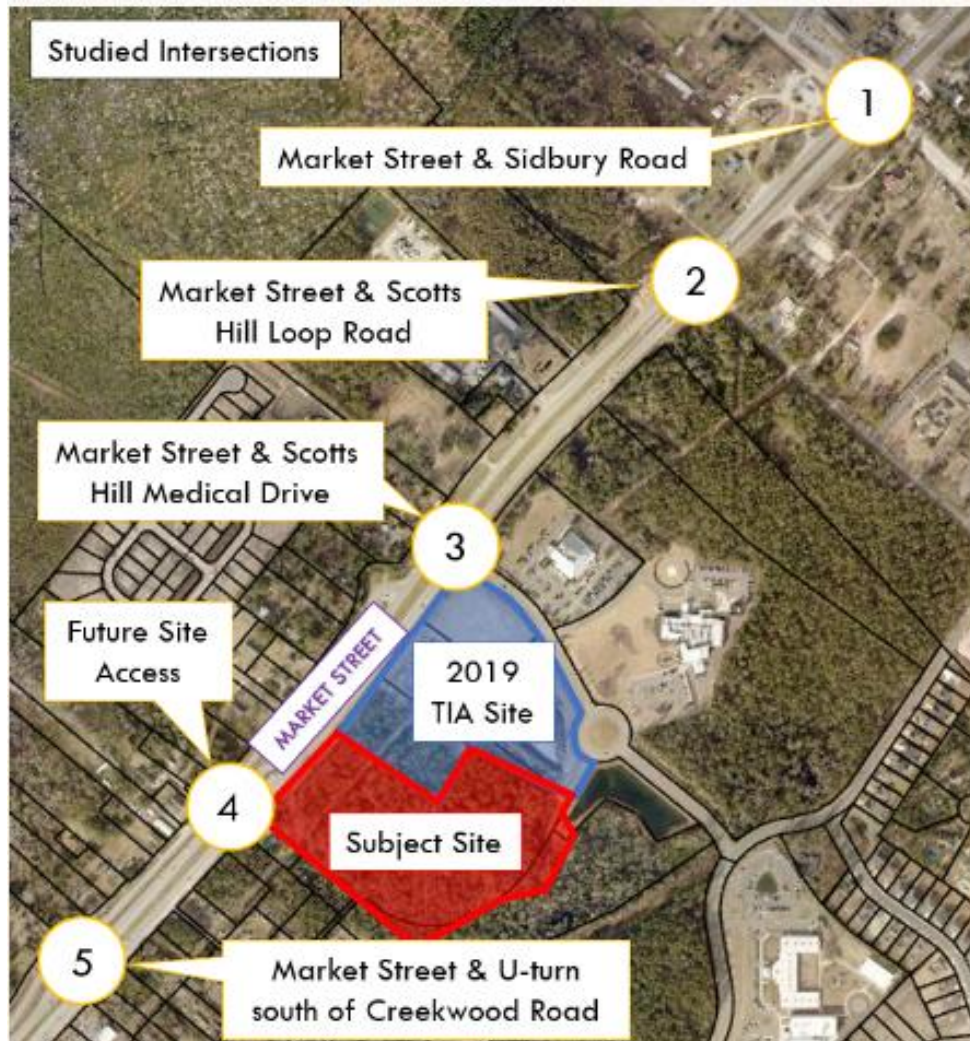 Studied Intersections
1
Market Street & Sidbury Road
2
Market Street & Scotts
Hill Loop Road
Market Street & Scotts
Hill Medical Drive
3
Future Site
Access
MARKET STREET
2019
TIA Site
4
Subject Site
5
Market Street & U-turn
south of Creekwood Road